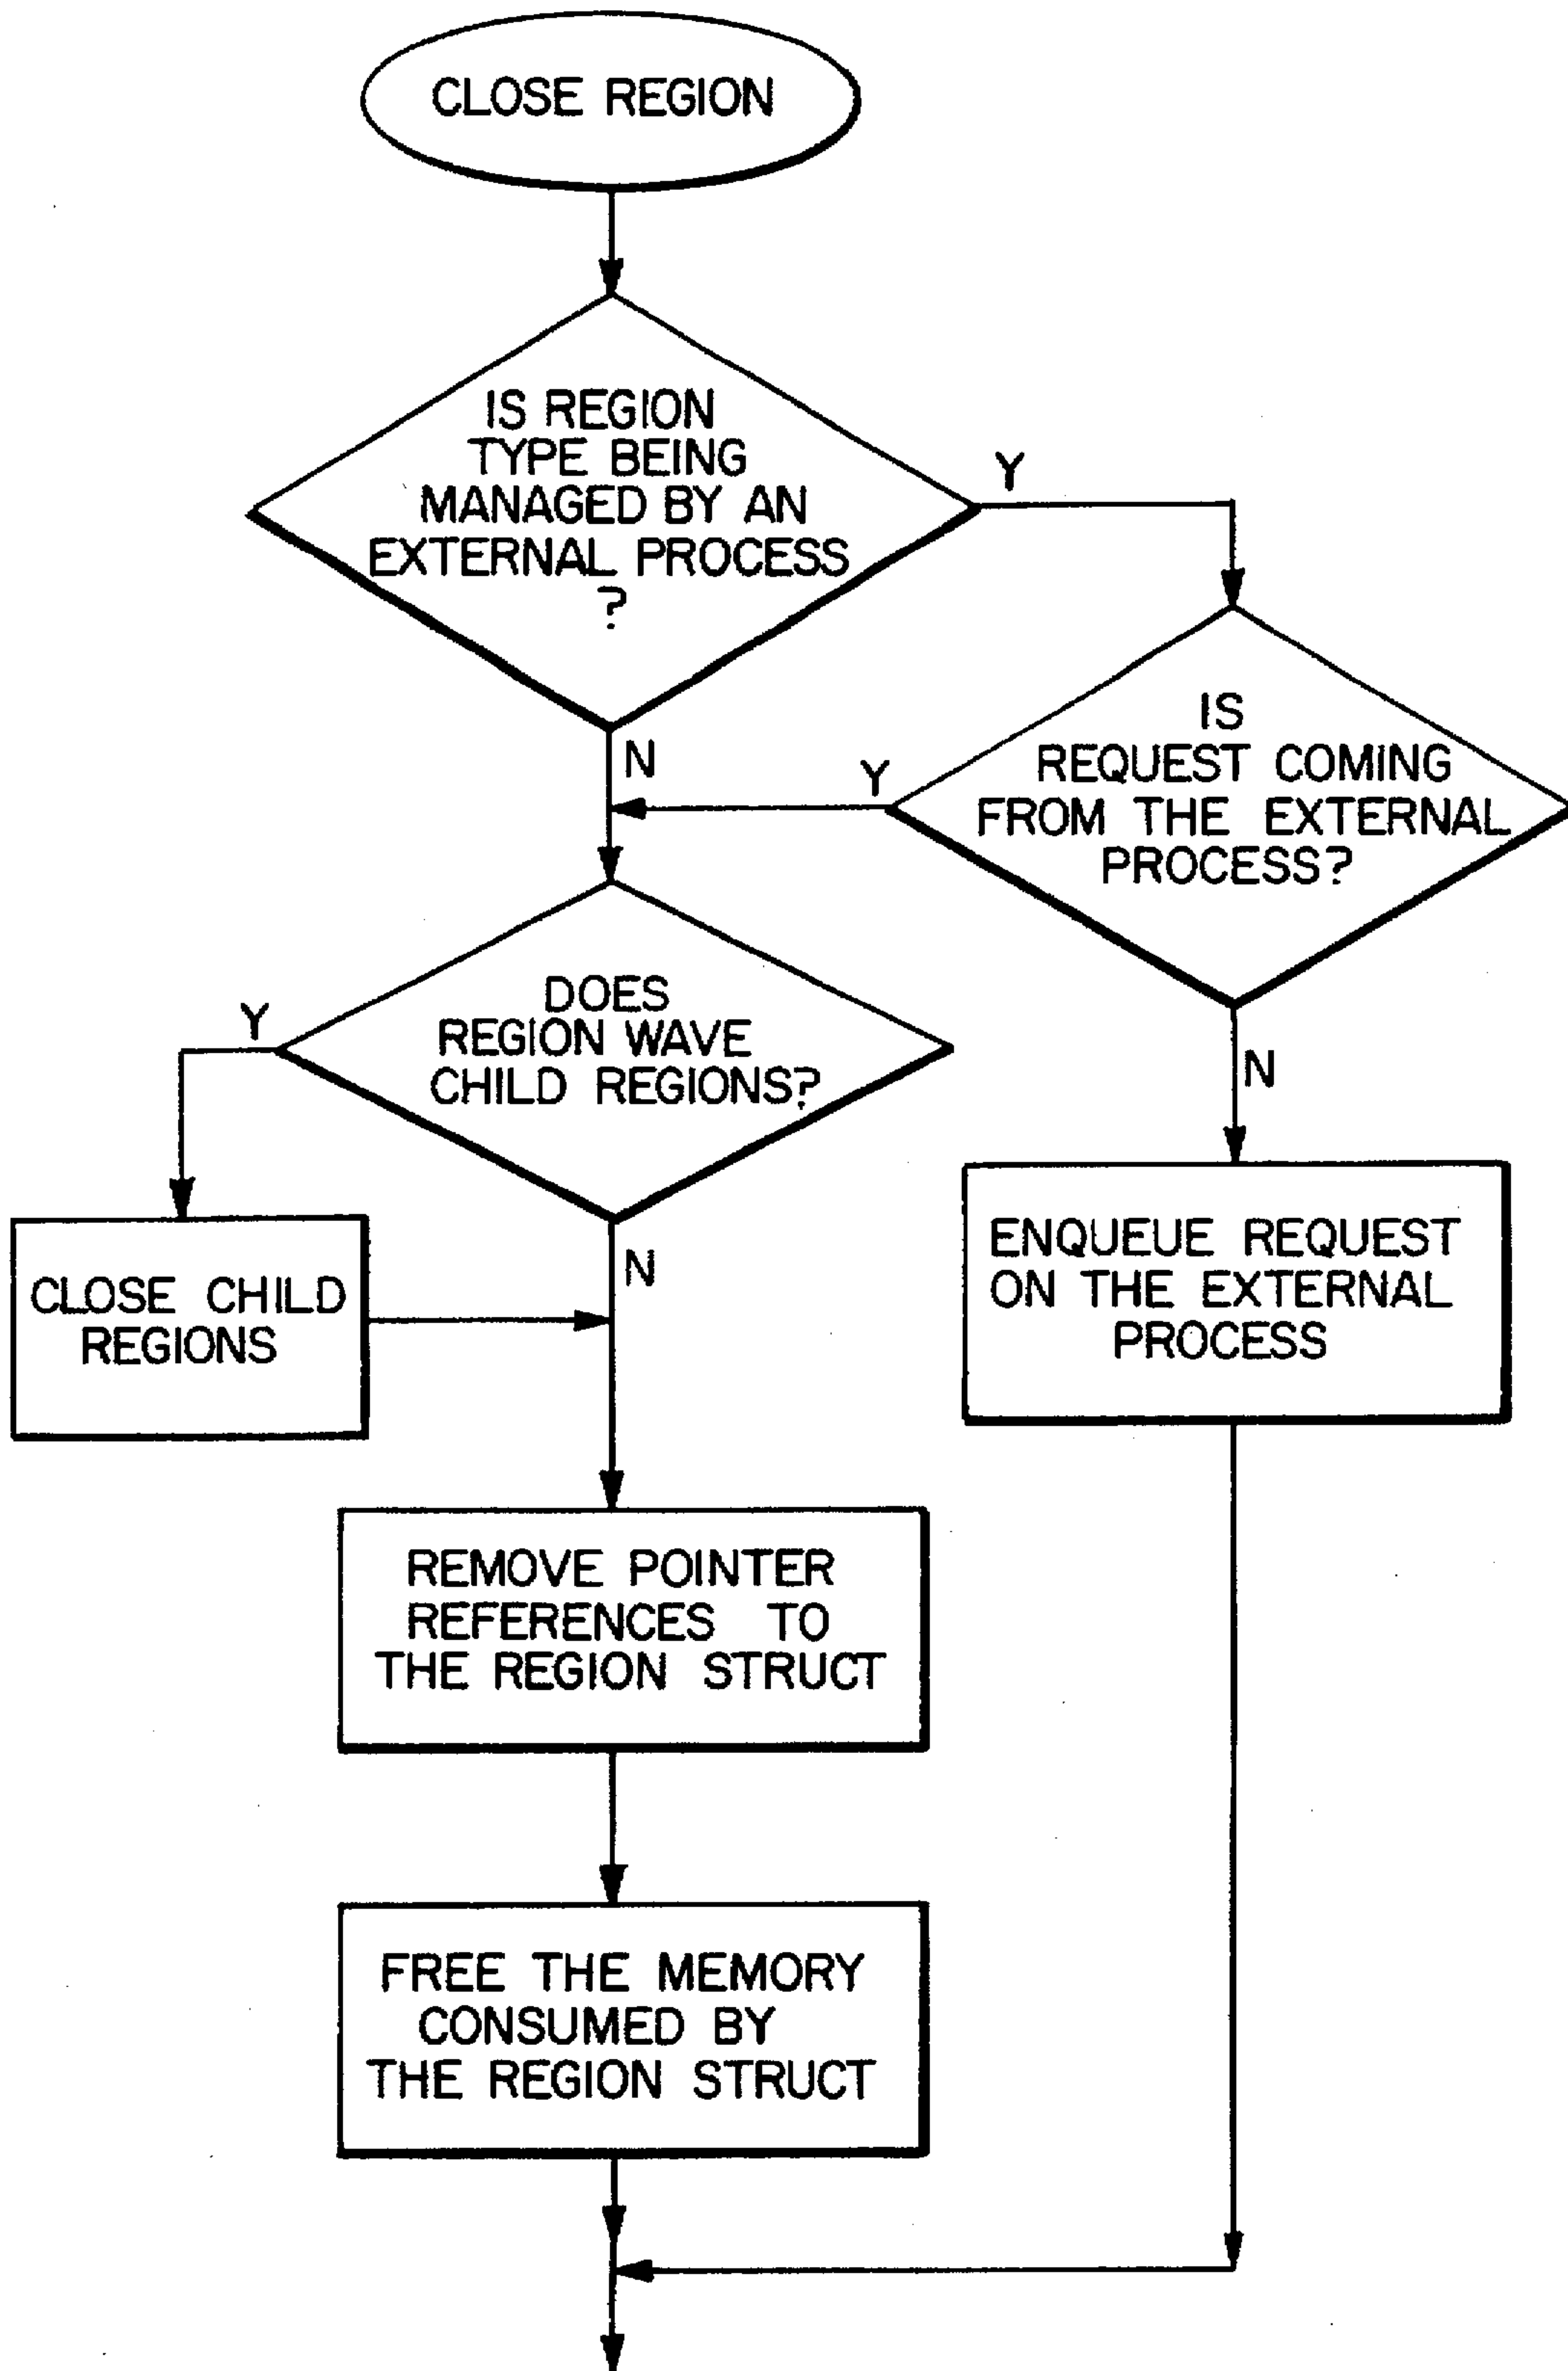 CLOSE REGION
IS REGION
TYPE BEING
MANAGED BY AN
EXTERNAL PROCESS
?
Y
IS
REQUEST COMING
FROM THE EXTERNAL
PROCESS?
N
Y
DOES
REGION WAVE
CHILD REGIONS?
Y
N
N
CLOSE CHILD
REGIONS
ENQUEUE REQUEST
ON THE EXTERNAL
PROCESS
REMOVE POINTER
REFERENCES TO
THE REGION STRUCT
FREE THE MEMORY
CONSUMED BY
THE REGION STRUCT